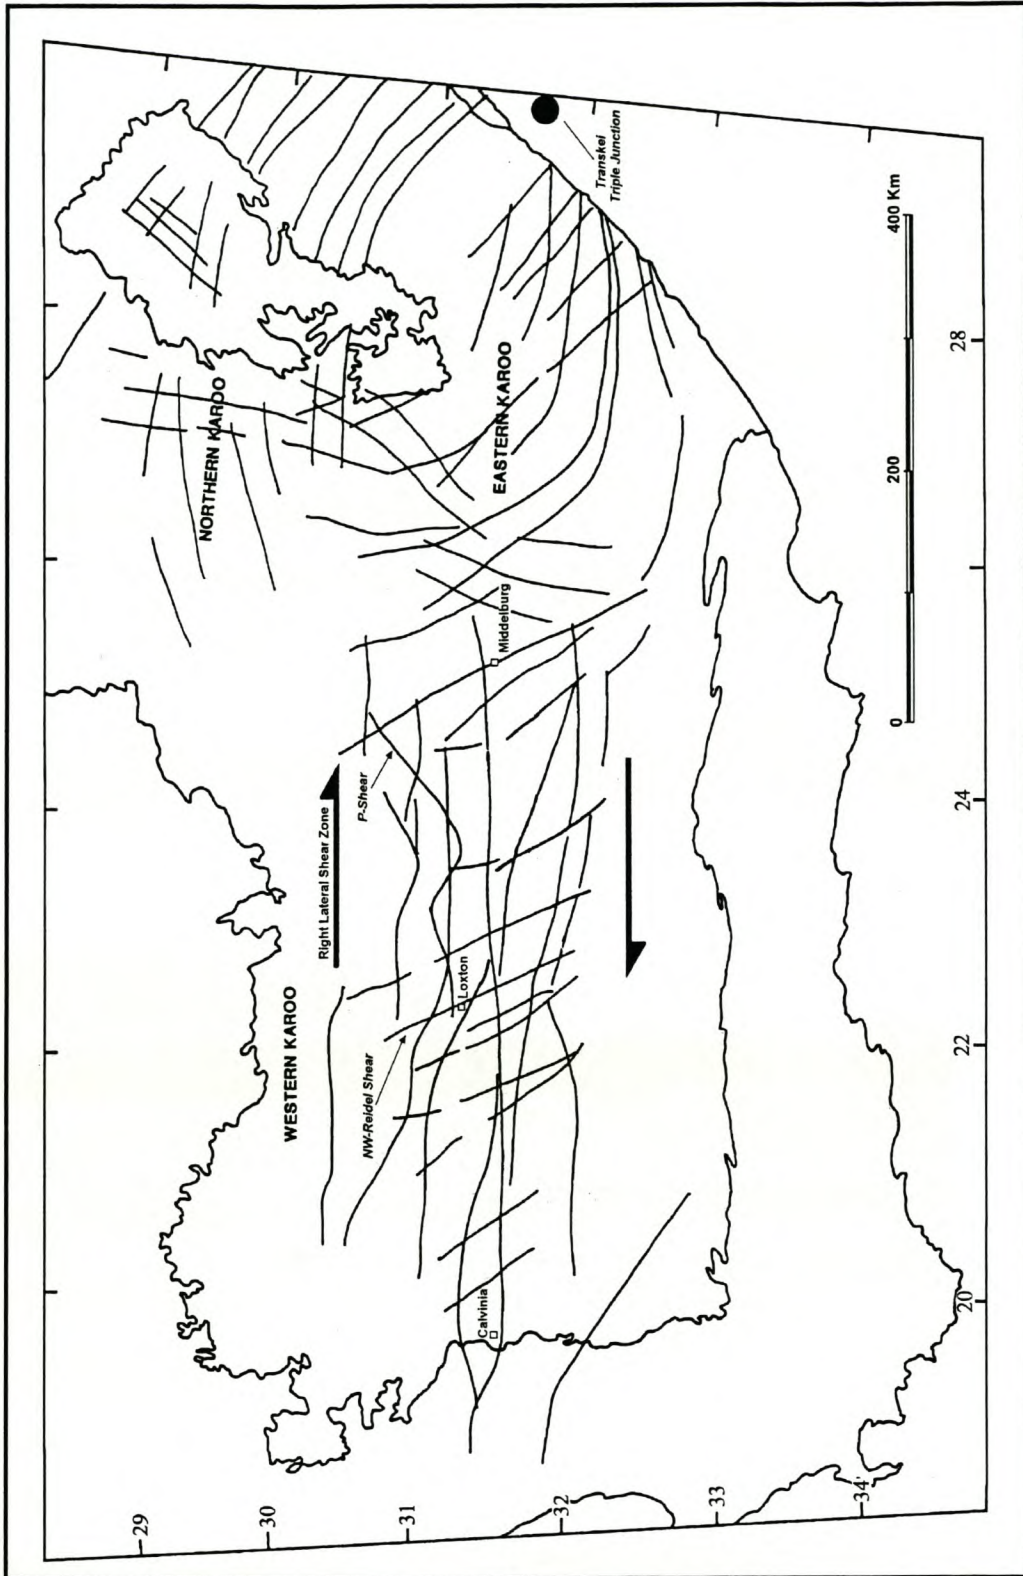 WESTERN KAROO
NORTHERN KAROO
EASTERN KAROO
Right Lateral Shear Zone
NW-Reidel Shear
P-Shear
Calvinia
Loxton
Middelburg
Transkei
Triple Junction
0
200
400 Km
29
30
31
32
33
34
20
22
24
28